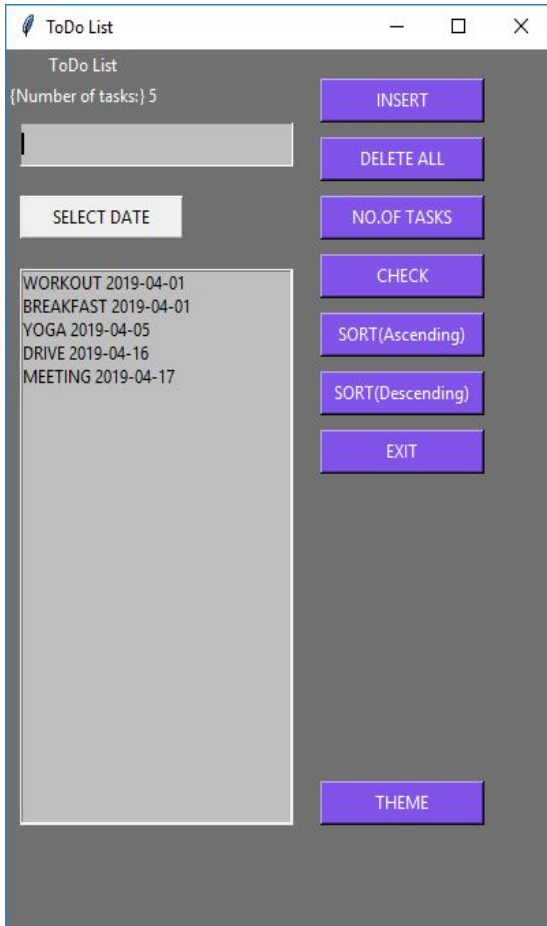 ToDo List
ToDo List
{Number of tasks:} 5
INSERT
DELETE ALL
SELECT DATE
NO.OF TASKS
CHECK
WORKOUT 2019-04-01
BREAKFAST 2019-04-01
YOGA 2019-04-05
DRIVE 2019-04-16
MEETING 2019-04-17
SORT(Ascending)
SORT(Descending)
EXIT
THEME